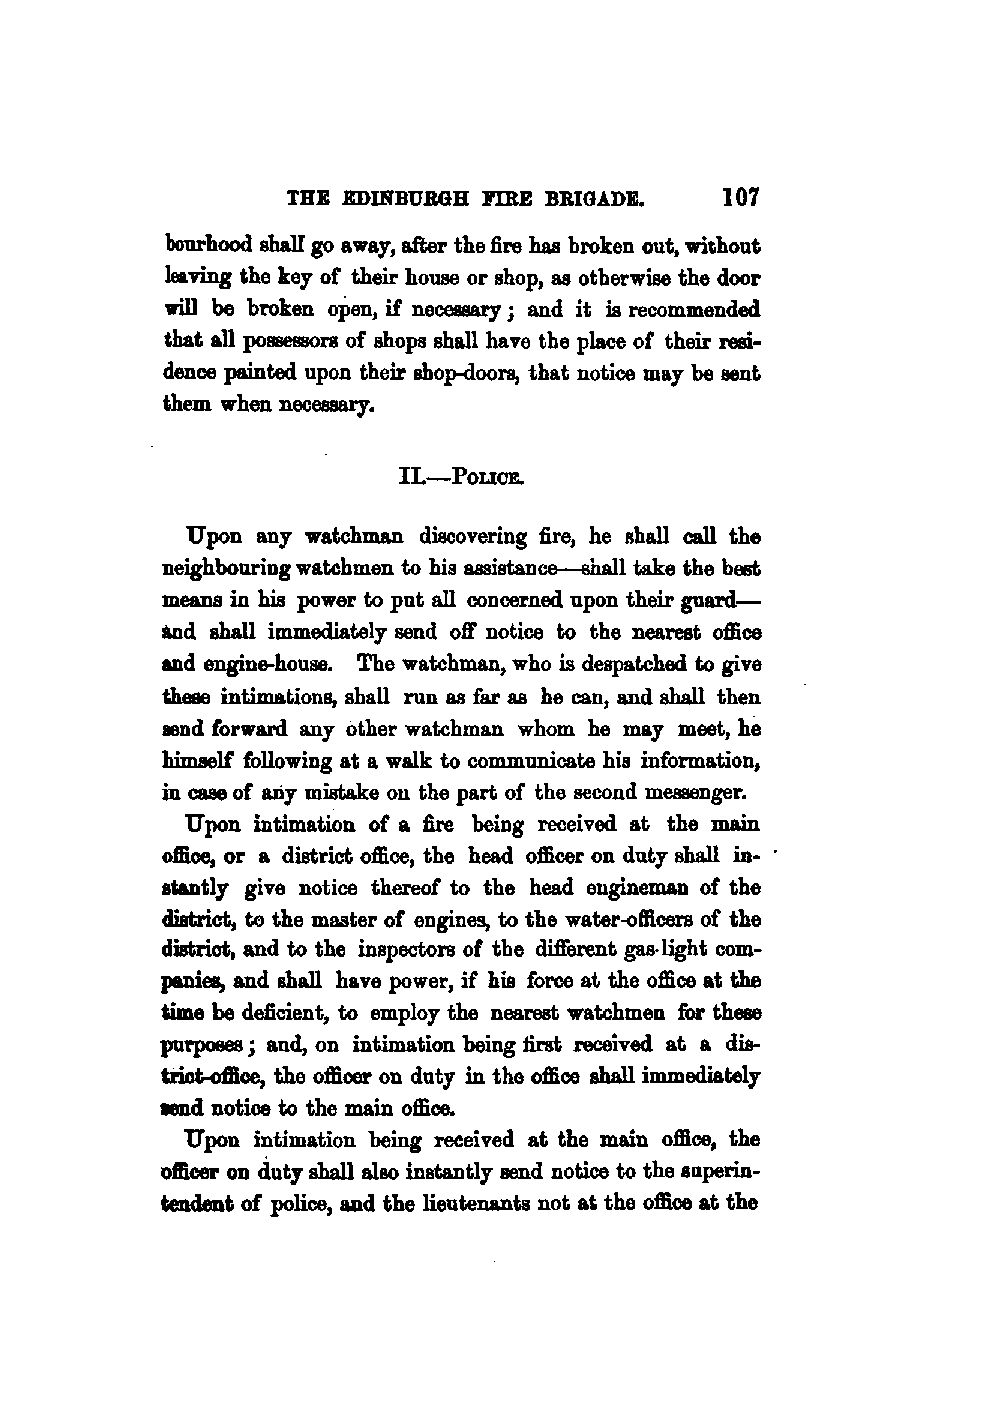 THE EDINBURGH FIRE BRIGADE. 107
bourhood shall go away, after the fire has broken out, without
leaving the key of their house or shop, as otherwise the door
will be broken open, if necessary; and it is recommended
that all possessors of shops shall have the place of their resi-
dence painted upon their shop-doors, that notice may be sent
them when necessary.
II.—Police.
Upon any watchman discovering fire, he shall call the
neighbouring watchmen to his assistance—shall take the best
means in his power to put all concerned upon their guard—
and shall immediately send off notice to the nearest office
and engine-house. The watchman, who is despatched to give
these intimations, shall run as far as he can, and shall then
send forward any other watchman whom he may meet, he
himself following at a walk to communicate his information,
in case of any mistake on the part of the second messenger.
Upon intimation of a fire being received at the main
office, or a district office, the head officer on duty shall in-
stantly give notice thereof to the head engineman of the
district, to the master of engines, to the water-officers of the
district, and to the inspectors of the different gas-light com-
panies, and shall have power, if his force at the office at the
time be deficient, to employ the nearest watchmen for these
purposes; and, on intimation being first received at a dis-
trict-office, the officer on duty in the office shall immediately
send notice to the main office.
Upon intimation being received at the main office, the
officer on duty shall also instantly send notice to the superin-
tendent of police, and the lieutenants not at the office at the